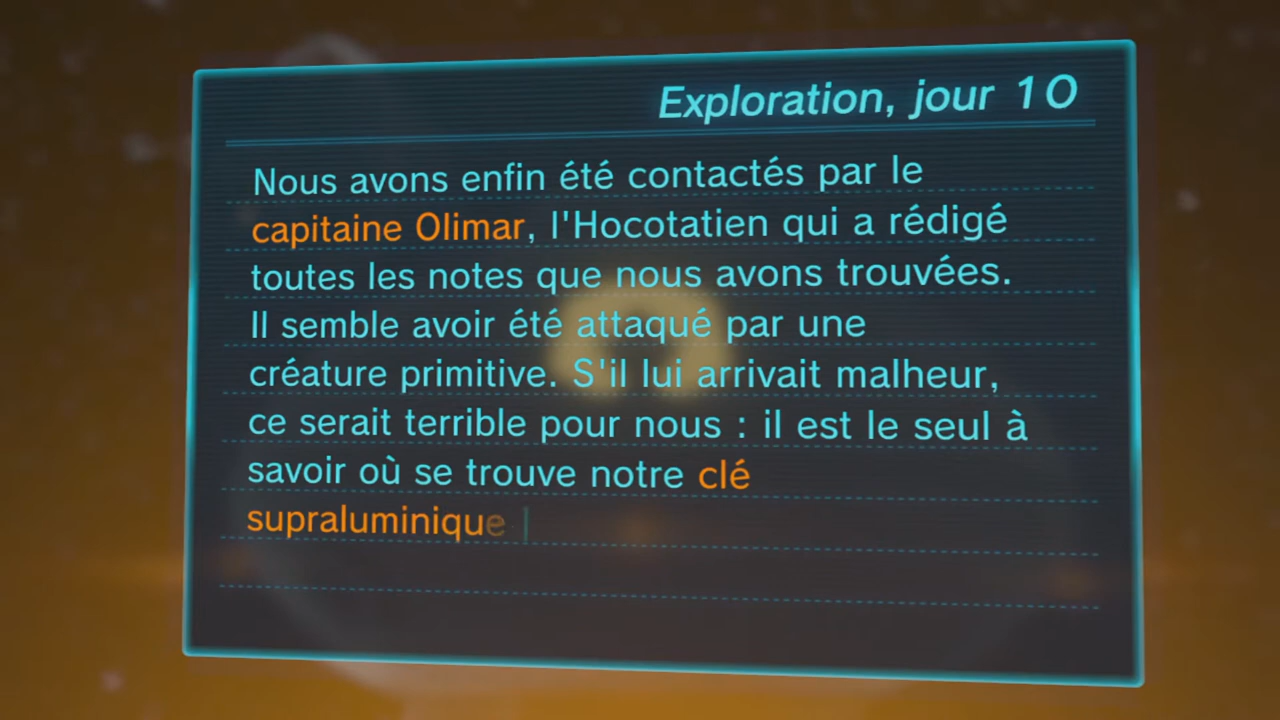 Exploration, jour 10
Nous avons enfin été contactés par le
capitaine Olimar, l'Hocotatien qui a rédigé
toutes les notes que nous avons trouvées.
Il semble avoir été attaqué par une
créature primitive. S'il lui arrivait malheur,
ce serait terrible pour nous : il est le seul à
savoir où se trouve notre clé
supraluminique